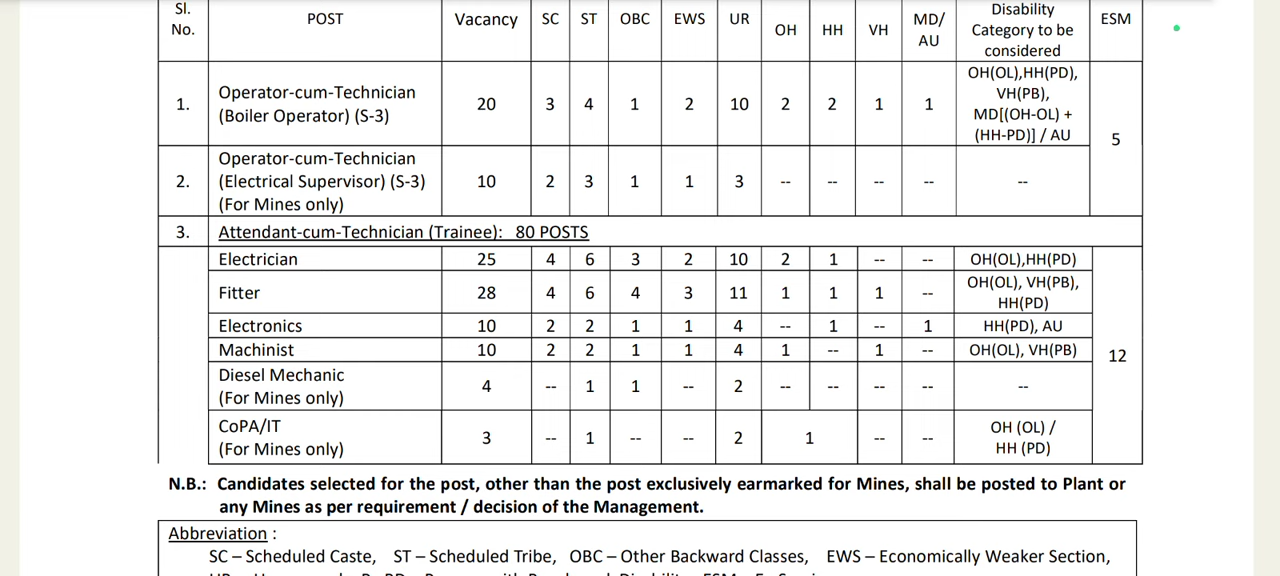 Sl. No. POST Vacancy SC ST OBC EWS UR OH HH VH MD/ AU Disability Category to be considered ESM
1. Operator-cum-Technician (Boiler Operator) (S-3) 20 3 4 1 2 10 2 2 1 1 OH(OL),HH(PD), VH(PB), MD[(OH-OL) + (HH-PD)] / AU 5
2. Operator-cum-Technician (Electrical Supervisor) (S-3) (For Mines only) 10 2 3 1 1 3 -- -- -- -- --
3. Attendant-cum-Technician (Trainee): 80 POSTS
Electrician 25 4 6 3 2 10 2 1 -- -- OH(OL),HH(PD) 12
Fitter 28 4 6 4 3 11 1 1 1 -- OH(OL), VH(PB), HH(PD)
Electronics 10 2 2 1 1 4 -- 1 -- 1 HH(PD), AU
Machinist 10 2 2 1 1 4 1 -- 1 -- OH(OL), VH(PB)
Diesel Mechanic (For Mines only) 4 -- 1 1 -- 2 -- -- -- -- --
CoPA/IT (For Mines only) 3 -- 1 -- -- 2 1 -- -- OH (OL) / HH (PD)
N.B.: Candidates selected for the post, other than the post exclusively earmarked for Mines, shall be posted to Plant or
any Mines as per requirement / decision of the Management.
Abbreviation :
SC – Scheduled Caste, ST – Scheduled Tribe, OBC – Other Backward Classes, EWS – Economically Weaker Section,